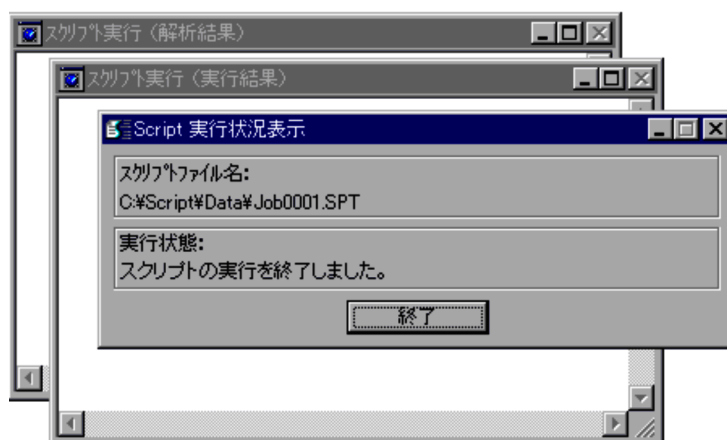 スクリプト実行（解析結果）
スクリプト実行（実行結果）
Script 実行状況表示
スクリプトファイル名:
C:¥Script¥Data¥Job0001.SPT
実行状態:
スクリプトの実行を終了しました。
終了